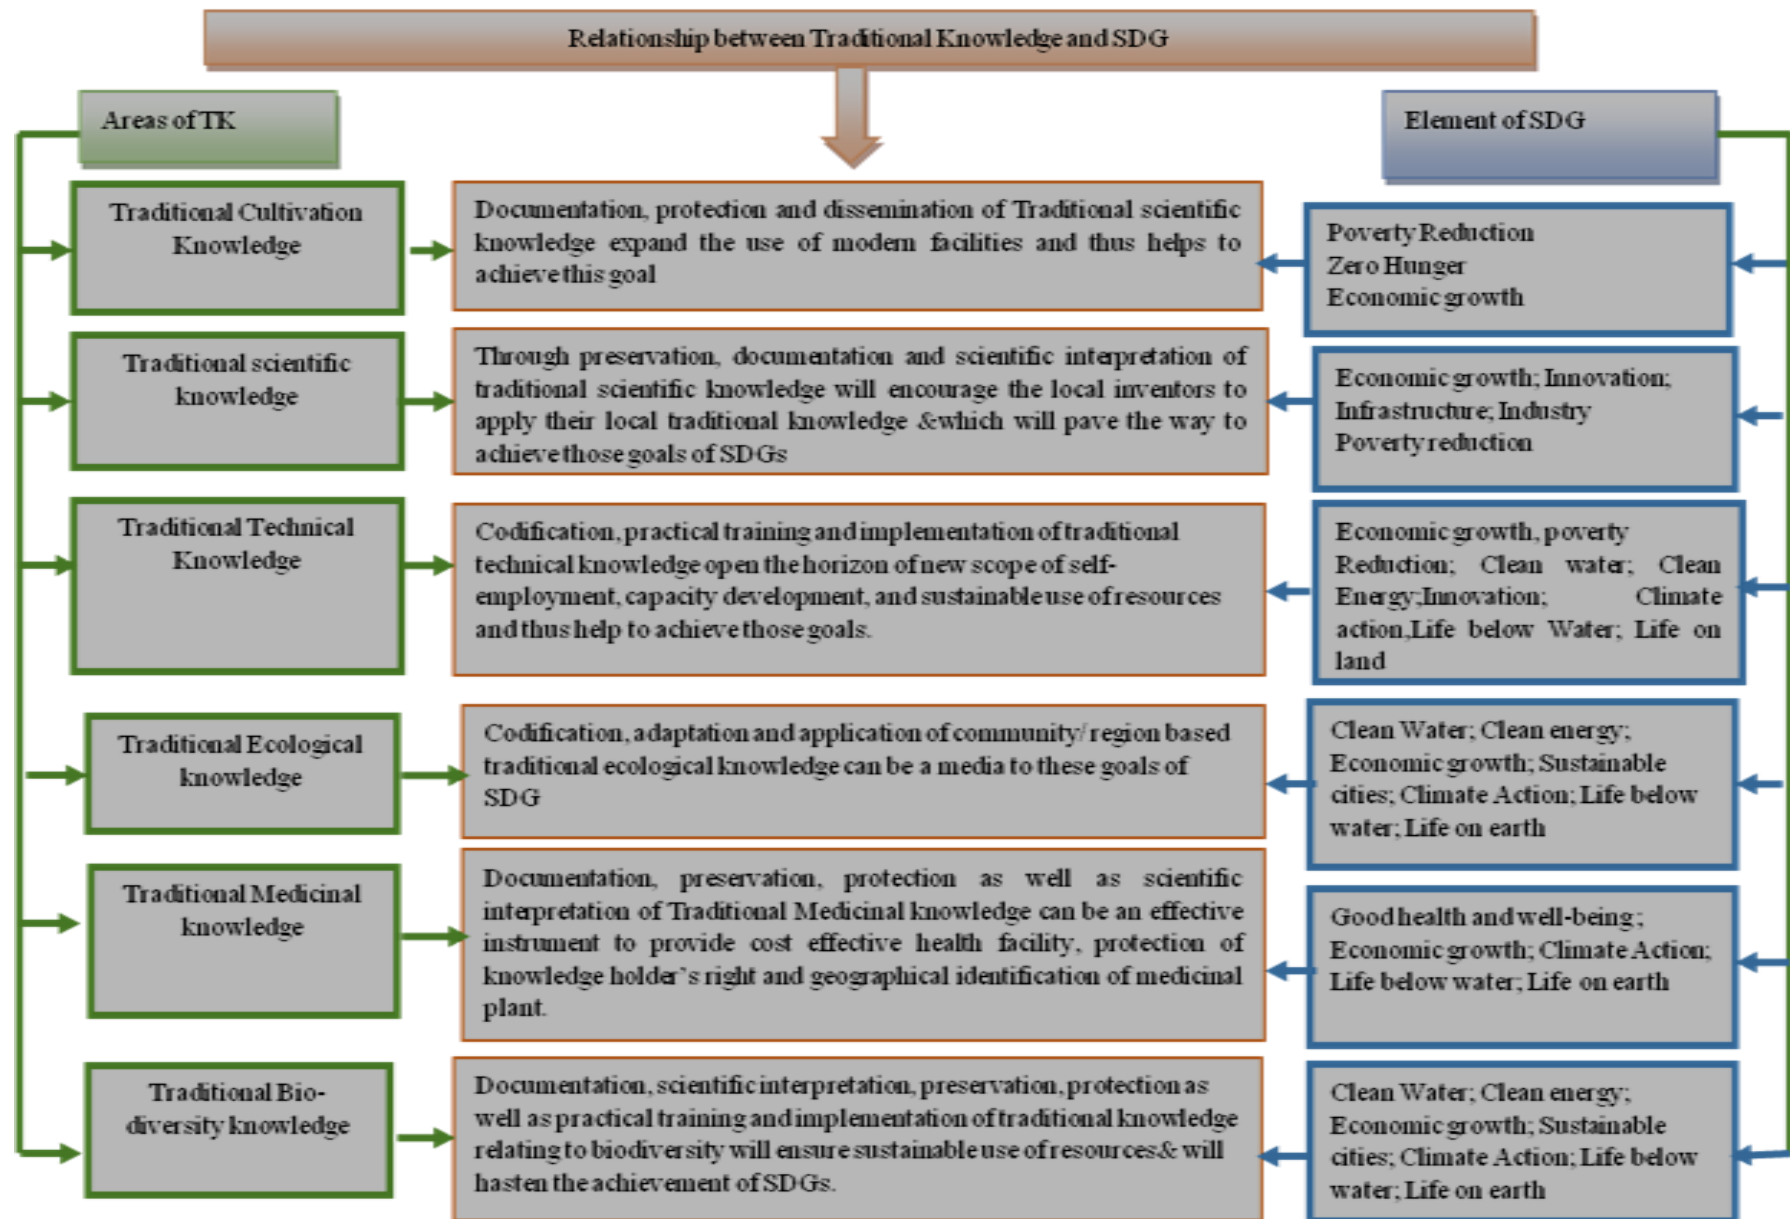 Relationship between Traditional Knowledge and SDG
Areas of TK
Element of SDG
Traditional Cultivation
Knowledge
Documentation, protection and dissemination of Traditional scientific
knowledge expand the use of modern facilities and thus helps to
achieve this goal
Poverty Reduction
Zero Hunger
Economic growth
Traditional scientific
knowledge
Through preservation, documentation and scientific interpretation of
traditional scientific knowledge will encourage the local inventors to
apply their local traditional knowledge &which will pave the way to
achieve those goals of SDGs
Economic growth; Innovation;
Infrastructure; Industry
Poverty reduction
Traditional Technical
Knowledge
Codification, practical training and implementation of traditional
technical knowledge open the horizon of new scope of self-
employment, capacity development, and sustainable use of resources
and thus help to achieve those goals.
Economic growth, poverty
Reduction; Clean water; Clean
Energy;Innovation; Climate
action,Life below Water; Life on
land
Traditional Ecological
knowledge
Codification, adaptation and application of community/ region based
traditional ecological knowledge can be a media to these goals of
SDG
Clean Water; Clean energy;
Economic growth; Sustainable
cities; Climate Action; Life below
water; Life on earth
Traditional Medicinal
knowledge
Documentation, preservation, protection as well as scientific
interpretation of Traditional Medicinal knowledge can be an effective
instrument to provide cost effective health facility, protection of
knowledge holder's right and geographical identification of medicinal
plant.
Good health and well-being;
Economic growth; Climate Action;
Life below water; Life on earth
Traditional Bio-
diversity knowledge
Documentation, scientific interpretation, preservation, protection as
well as practical training and implementation of traditional knowledge
relating to biodiversity will ensure sustainable use of resources& will
hasten the achievement of SDGs.
Clean Water; Clean energy;
Economic growth; Sustainable
cities; Climate Action; Life below
water; Life on earth